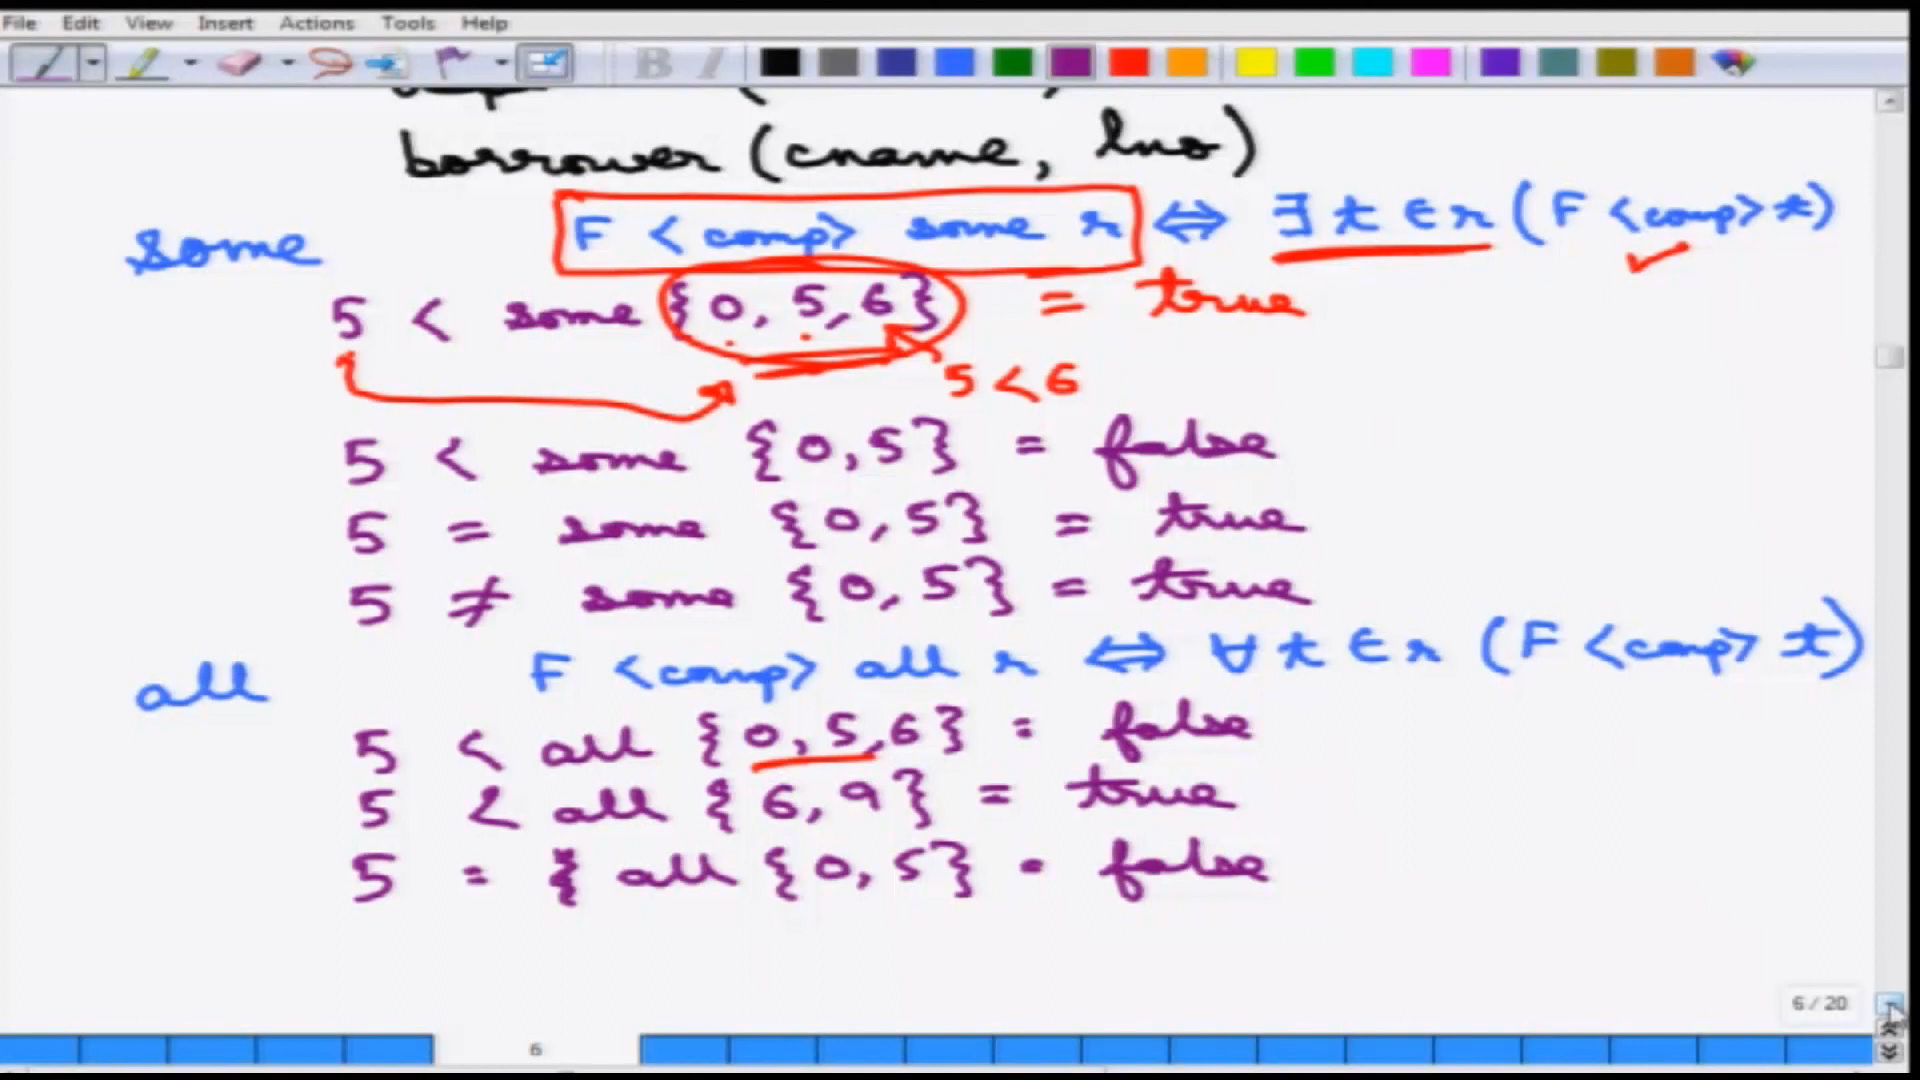 File Edit View Insert Actions Tools Help
B I
borrower (cname, lno)
some F <comp> some r ⇔ ∃ t ∈ r (F <comp> t)
5 < some {0, 5, 6} = true
5 < 6
5 < some {0, 5} = false
5 = some {0, 5} = true
5 ≠ some {0, 5} = true
all F <comp> all r ⇔ ∀ t ∈ r (F <comp> t)
5 < all {0, 5, 6} = false
5 < all {6, 9} = true
5 = { all {0, 5} = false
6 / 20
6